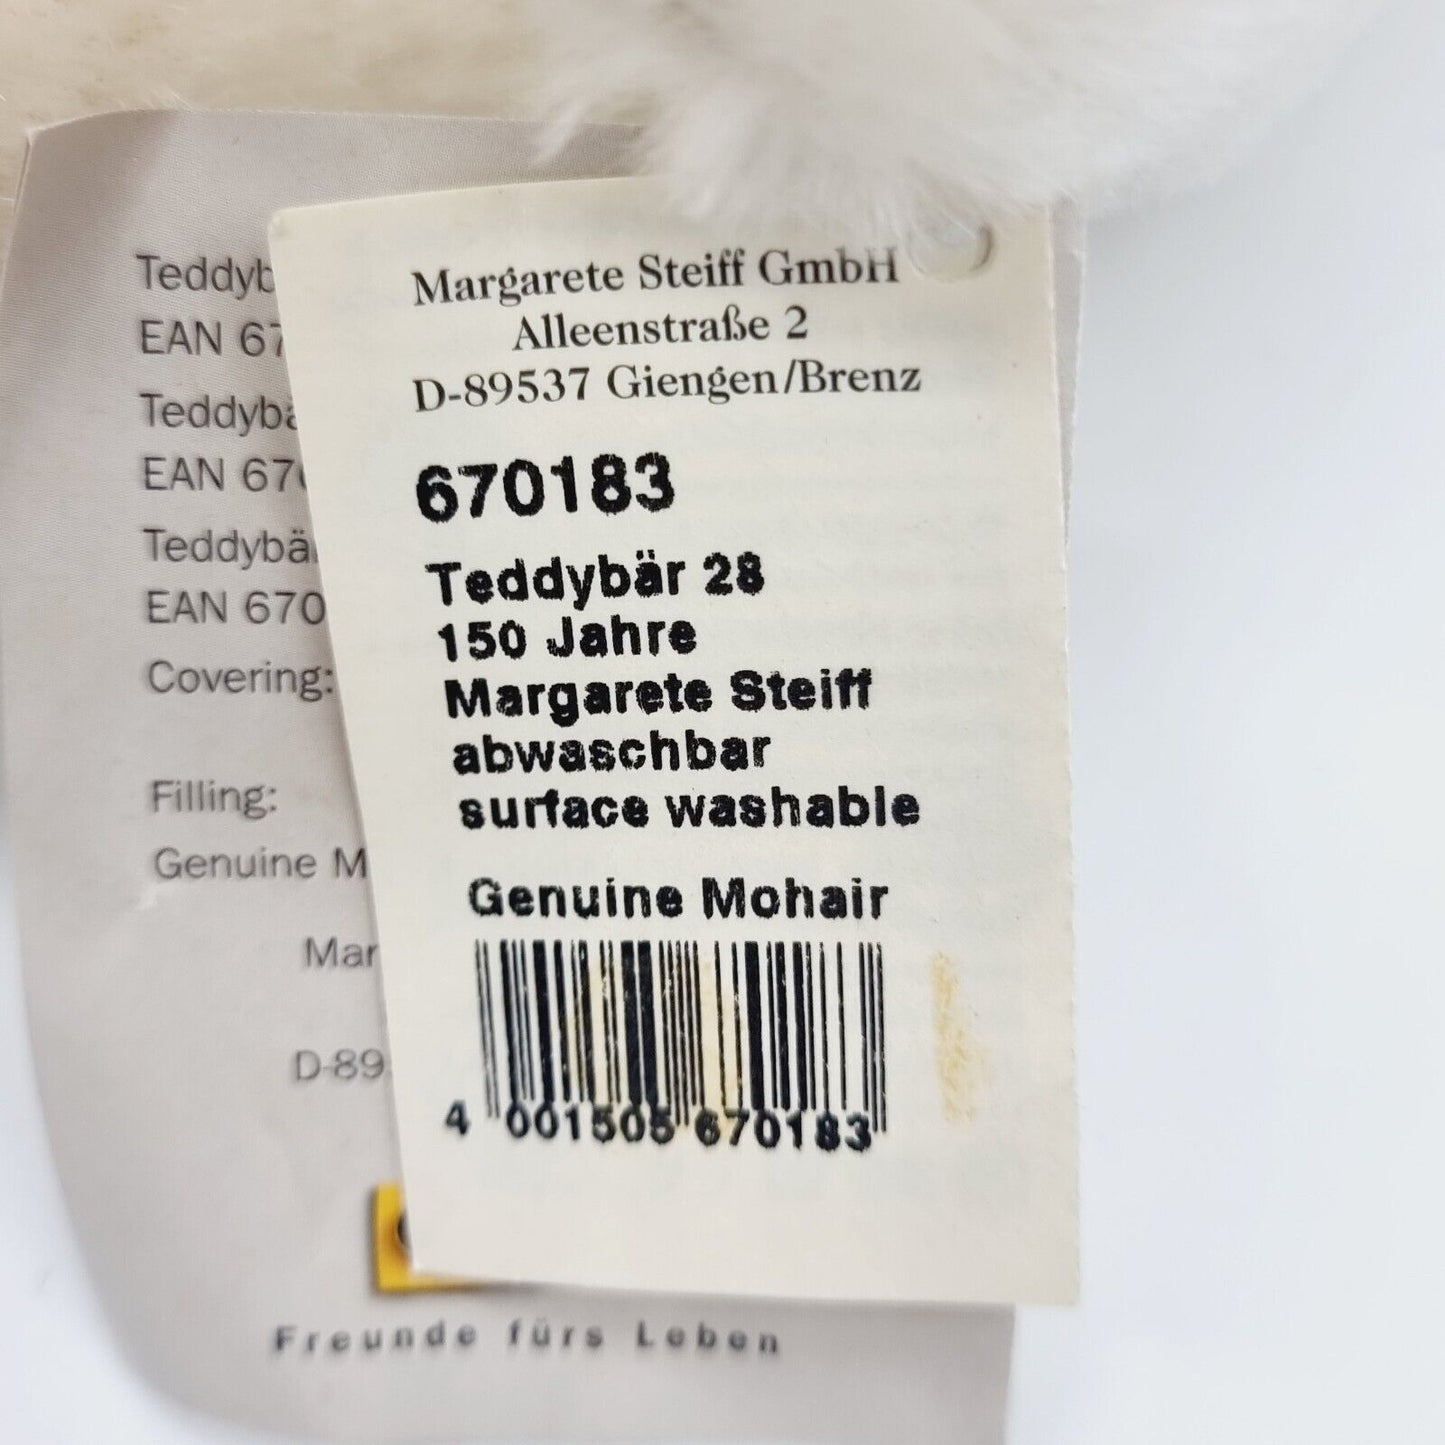 Margarete Steiff GmbH
Alleenstraße 2
D-89537 Giengen/Brenz
670183
Teddybär 28
150 Jahre
Margarete Steiff
abwaschbar
surface washable
Genuine Mohair
4 001505 670183
Teddyb
EAN 67
Teddybä
EAN 670
Teddybä
EAN 670
Covering:
Filling:
Genuine M
Mar
D-89
Freunde fürs Leben